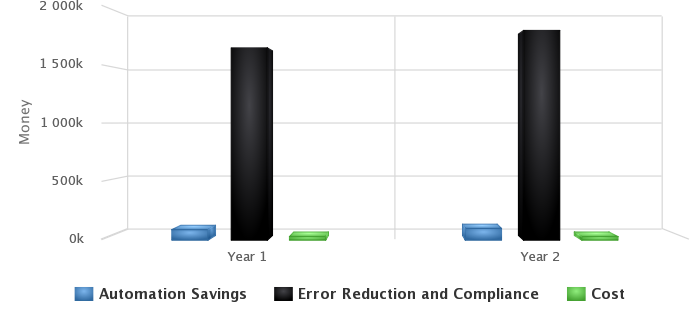 2 000k
1 500k
1 000k
500k
0k
Money
Year 1
Year 2
Automation Savings
Error Reduction and Compliance
Cost